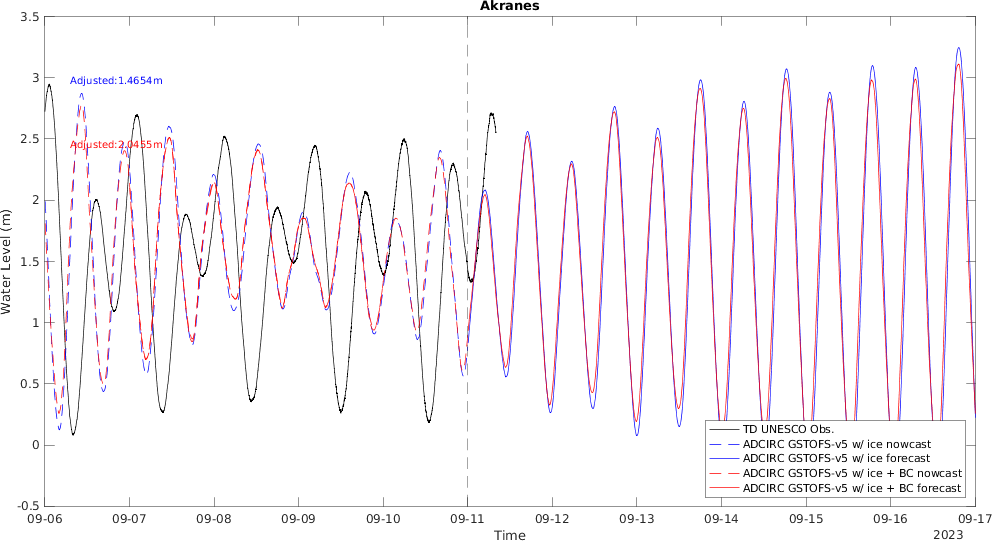 Akranes
3.5
3
2.5
2
1.5
1
0.5
0
-0.5
Water Level (m)
Adjusted:1.4654m
Adjusted:2.0455m
TD UNESCO Obs.
ADCIRC GSTOFS-v5 w/ ice nowcast
ADCIRC GSTOFS-v5 w/ ice forecast
ADCIRC GSTOFS-v5 w/ ice + BC nowcast
ADCIRC GSTOFS-v5 w/ ice + BC forecast
09-06 09-07 09-08 09-09 09-10 09-11 09-12 09-13 09-14 09-15 09-16 09-17
Time
2023